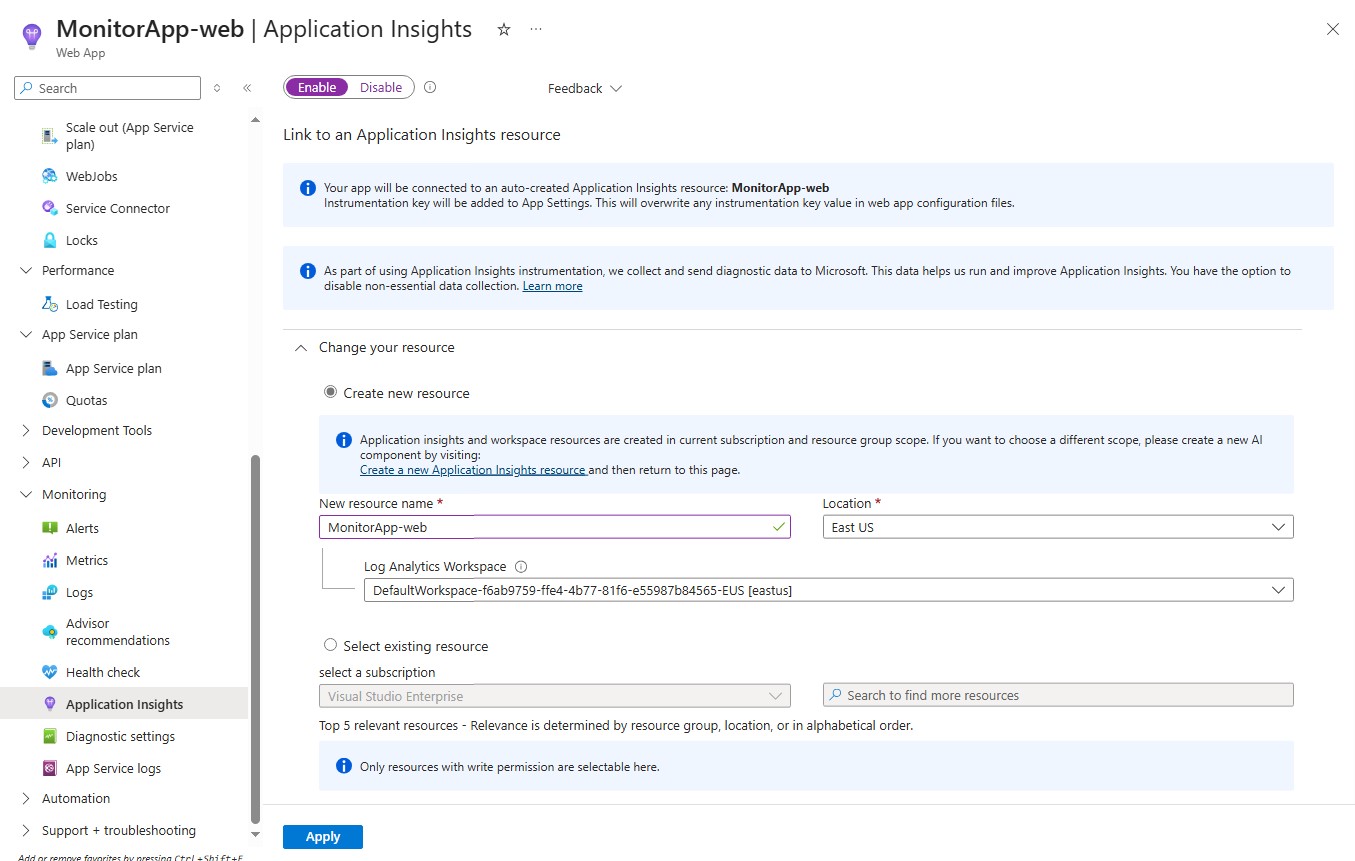 MonitorApp-web | Application Insights
Web App
Search
Scale out (App Service
plan)
WebJobs
Service Connector
Locks
Performance
Load Testing
App Service plan
App Service plan
Quotas
Development Tools
API
Monitoring
Alerts
Metrics
Logs
Advisor
recommendations
Health check
Application Insights
Diagnostic settings
App Service logs
Automation
Support + troubleshooting
Add or remove favorites by pressing Ctrl+Shift+F
Enable Disable
Feedback
Link to an Application Insights resource
Your app will be connected to an auto-created Application Insights resource: MonitorApp-web
Instrumentation key will be added to App Settings. This will overwrite any instrumentation key value in web app configuration files.
As part of using Application Insights instrumentation, we collect and send diagnostic data to Microsoft. This data helps us run and improve Application Insights. You have the option to
disable non-essential data collection. Learn more
Change your resource
Create new resource
Application insights and workspace resources are created in current subscription and resource group scope. If you want to choose a different scope, please create a new AI
component by visiting:
Create a new Application Insights resource and then return to this page.
New resource name *
MonitorApp-web
Location *
East US
Log Analytics Workspace
DefaultWorkspace-f6ab9759-ffe4-4b77-81f6-e55987b84565-EUS [eastus]
Select existing resource
select a subscription
Visual Studio Enterprise
Search to find more resources
Top 5 relevant resources - Relevance is determined by resource group, location, or in alphabetical order.
Only resources with write permission are selectable here.
Apply